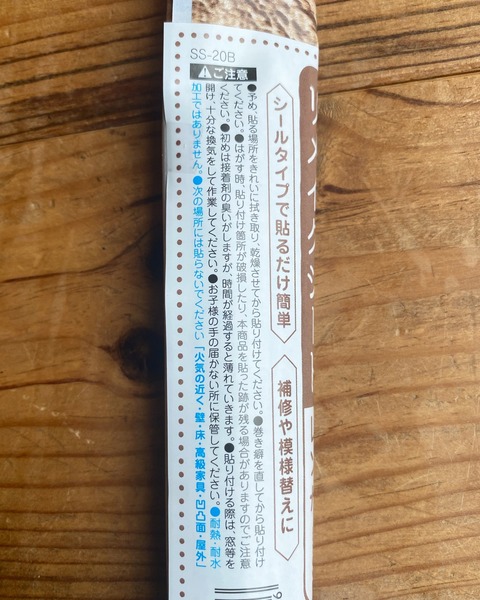 シールタイプで貼るだけ簡単
補修や模様替えに
SS-20B
ご注意
●予め、貼る場所をきれいに拭き取り、乾燥させてから貼り付けてください。●巻き癖を直してから貼り付け
てください。●はがす時、貼り付け箇所が破損したり、本商品を貼った跡が残る場合がありますのでご注意
ください。●初めは接着剤の臭いがしますが、時間が経過すると薄れていきます。●貼り付ける際は、窓等を
開け、十分な換気をして作業してください。●お子様の手の届かない所に保管してください。●耐熱・耐水
加工ではありません。●次の場所には貼らないでください「火気の近く・壁・床・高級家具・凹凸面・屋外」